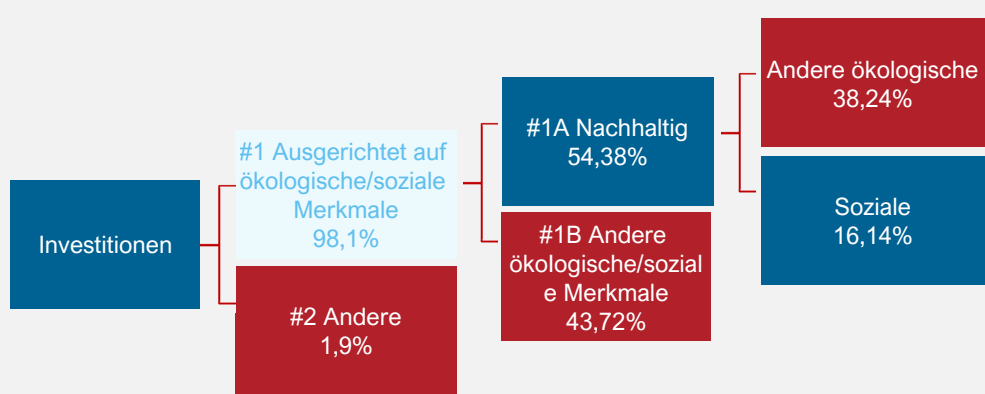 Investitionen
#1 Ausgerichtet auf
ökologische/soziale
Merkmale
98,1%
#2 Andere
1,9%
#1A Nachhaltig
54,38%
#1B Andere
ökologische/sozial
e Merkmale
43,72%
Andere ökologische
38,24%
Soziale
16,14%